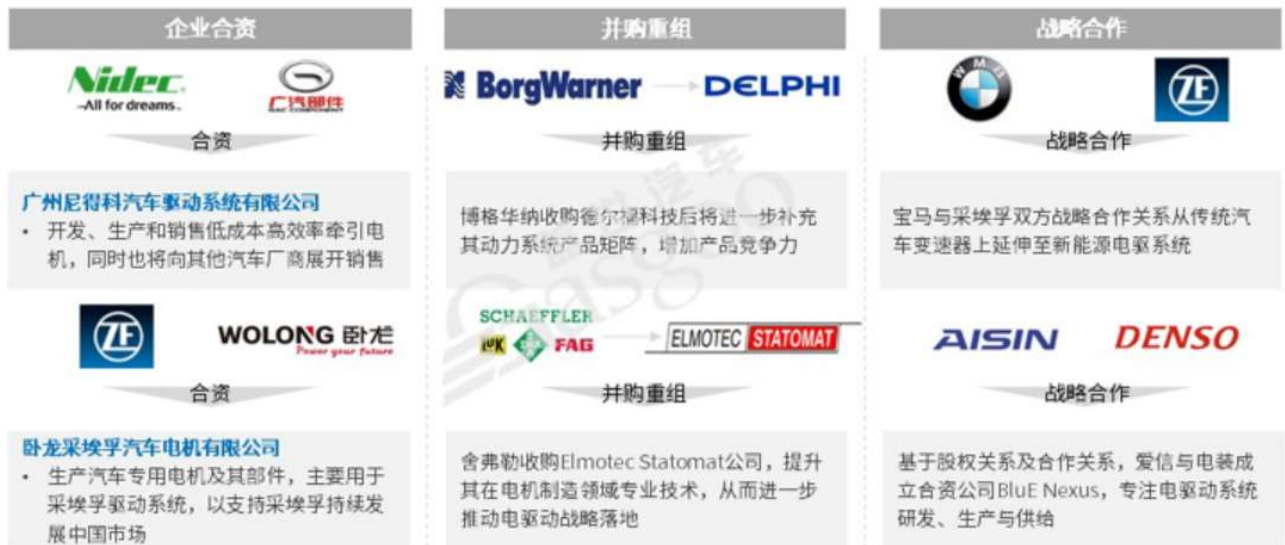 企业合资
Nidec
-All for dreams-
广汽部件
GAC COMPONENT
合资
广州尼得科汽车驱动系统有限公司
• 开发、生产和销售低成本高效率牵引电
机，同时也将向其他汽车厂商展开销售
ZF
WOLONG 卧龙
Power your future
合资
卧龙采埃孚汽车电机有限公司
• 生产汽车专用电机及其部件，主要用于
采埃孚驱动系统，以支持采埃孚持续发
展中国市场
并购重组
BorgWarner
DELPHI
并购重组
博格华纳收购德尔福科技后将进一步补充
其动力系统产品矩阵，增加产品竞争力
SCHAEFFLER
LuK INA FAG
ELMOTEC STATOMAT
并购重组
舍弗勒收购Elmotec Statomat公司，提升
其在电机制造领域专业技术，从而进一步
推动电驱动战略落地
战略合作
BMW
ZF
战略合作
宝马与采埃孚双方战略合作关系从传统汽
车变速器上延伸至新能源电驱系统
AISIN
DENSO
战略合作
基于股权关系及合作关系，爱信与电装成
立合资公司BluE Nexus，专注电驱动系统
研发、生产与供给
盖世汽车
Gasgoo